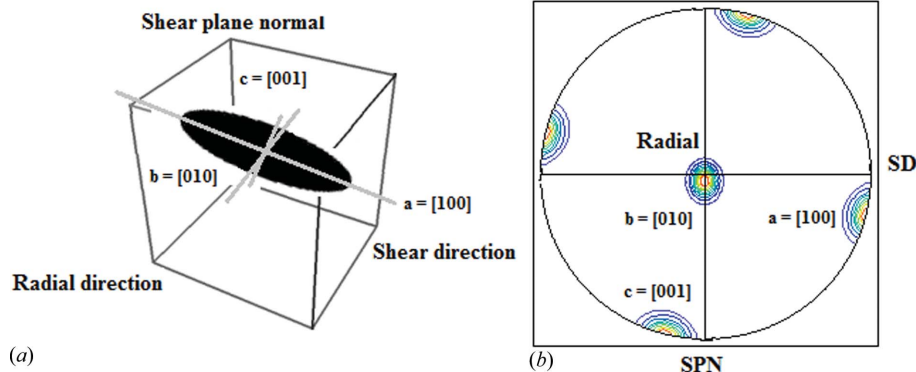 Shear plane normal
c = [001]
b = [010]
a = [100]
Shear direction
Radial direction
(a)
(b)
Radial
SD
b = [010]
a = [100]
c = [001]
SPN